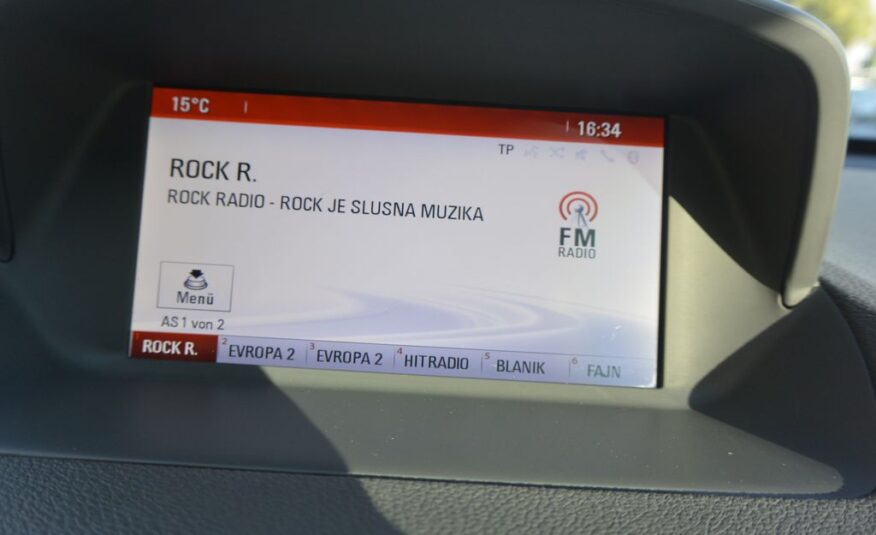 15°C
16:34
TP
ROCK R.
ROCK RADIO - ROCK JE SLUSNA MUZIKA
FM
RADIO
Menü
AS 1 von 2
ROCK R. 2 EVROPA 2 3 EVROPA 2 4 HITRADIO 5 BLANIK 6 FAJN